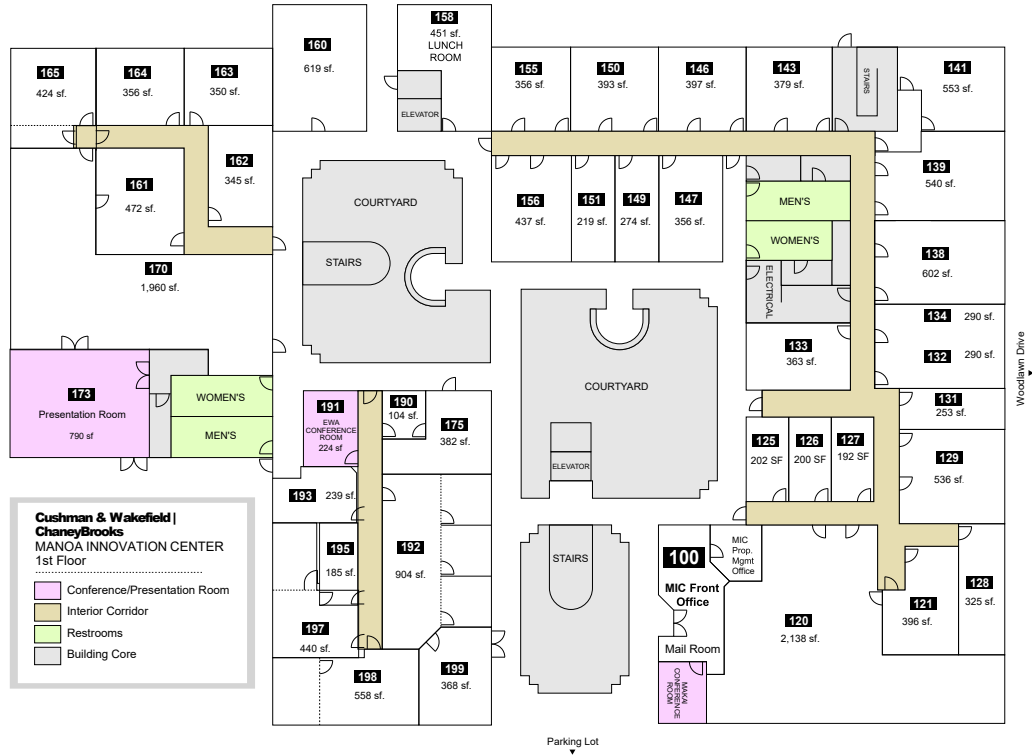 158
451 sf.
LUNCH
ROOM
ELEVATOR
160
619 sf.
165
424 sf.
164
356 sf.
163
350 sf.
155
356 sf.
150
393 sf.
146
397 sf.
143
379 sf.
STAIRS
141
553 sf.
162
345 sf.
161
472 sf.
139
540 sf.
COURTYARD
STAIRS
156
437 sf.
151
219 sf.
149
274 sf.
147
356 sf.
MEN'S
WOMEN'S
ELECTRICAL
138
602 sf.
170
1,960 sf.
134 290 sf.
132 290 sf.
133
363 sf.
Woodlawn Drive
COURTYARD
ELEVATOR
173
Presentation Room
790 sf
WOMEN'S
MEN'S
191
EWA
CONFERENCE
ROOM
224 sf
190
104 sf.
175
382 sf.
131
253 sf.
125
202 SF
126
200 SF
127
192 SF
129
536 sf.
193 239 sf.
195
185 sf.
192
904 sf.
197
440 sf.
198
558 sf.
199
368 sf.
STAIRS
100
MIC Front
Office
MIC
Prop.
Mgmt
Office
Mail Room
MAKAI
CONFERENCE
ROOM
120
2,138 sf.
121
396 sf.
128
325 sf.
Cushman & Wakefield |
ChaneyBrooks
MANOA INNOVATION CENTER
1st Floor
Conference/Presentation Room
Interior Corridor
Restrooms
Building Core
Parking Lot